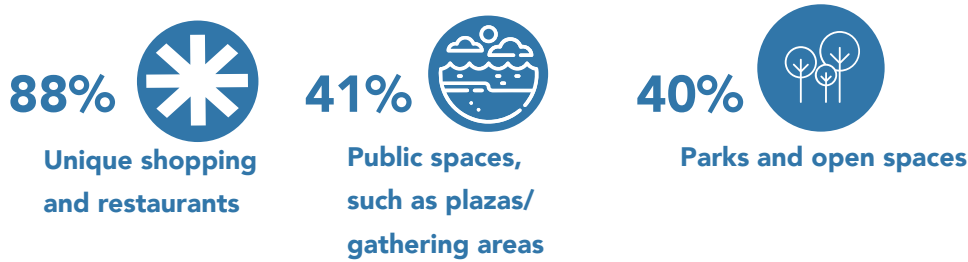 88%
Unique shopping
and restaurants
41%
Public spaces,
such as plazas/
gathering areas
40%
Parks and open spaces